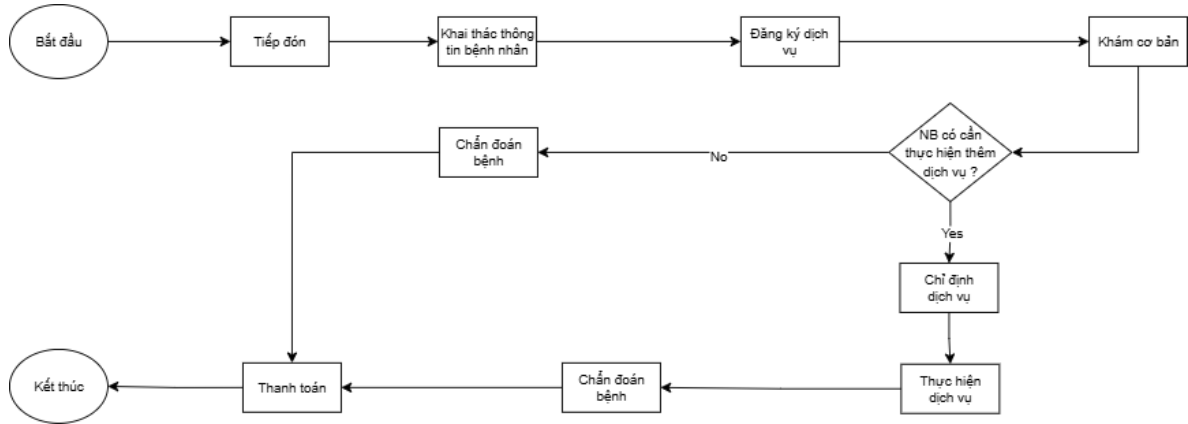 Bắt đầu
Tiếp đón
Khai thác thông
tin bệnh nhân
Đăng ký dịch
vụ
Khám cơ bản
NB có cần
thực hiện thêm
dịch vụ ?
No
Chẩn đoán
bệnh
Yes
Chỉ định
dịch vụ
Thực hiện
dịch vụ
Chẩn đoán
bệnh
Thanh toán
Kết thúc